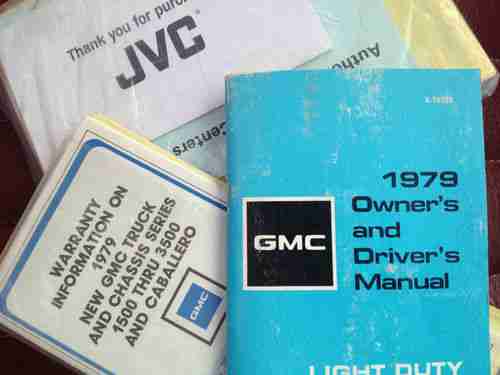 Thank you for purc
JVC
Autho
Centers
WARRANTY
INFORMATION ON
1979
NEW GMC TRUCK
AND CHASSIS SERIES
1500 THRU 3500
AND CABALLERO
GMC
1979
Owner's
and
Driver's
Manual
GMC
LIGHT DUTY